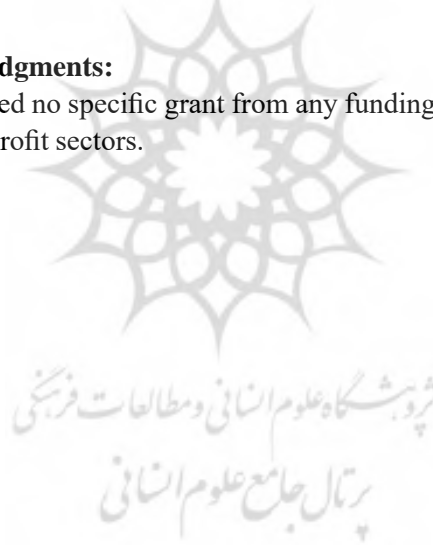 dgments:
ed no specific grant from any funding
rofit sectors.
پژوهشگاه علوم انسانی و مطالعات فرهنگی
پرتال جامع علوم انسانی